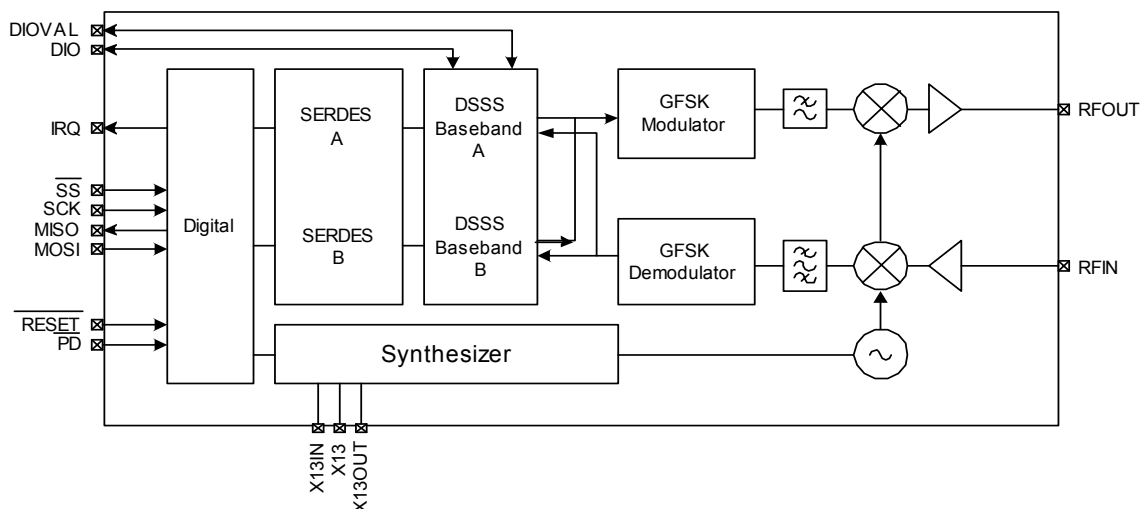 DIOVAL
DIO
IRQ
SS
SCK
MISO
MOSI
RESET
PD
Digital
SERDES
A
SERDES
B
DSSS
Baseband
A
DSSS
Baseband
B
GFSK
Modulator
GFSK
Demodulator
Synthesizer
RFOUT
RFIN
X13IN
X13
X13OUT